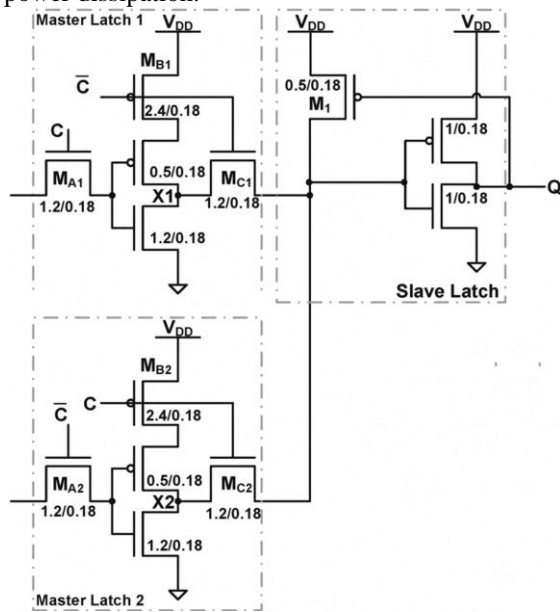 power dissipation.
Master Latch 1
VDD
VDD
VDD
MB1
C̅
2.4/0.18
0.5/0.18
M1
C
0.5/0.18
1/0.18
MA1
X1
MC1
Q
1.2/0.18
1.2/0.18
1/0.18
1.2/0.18
Slave Latch
VDD
MB2
C
2.4/0.18
C̅
0.5/0.18
MA2
X2
MC2
1.2/0.18
1.2/0.18
1.2/0.18
Master Latch 2